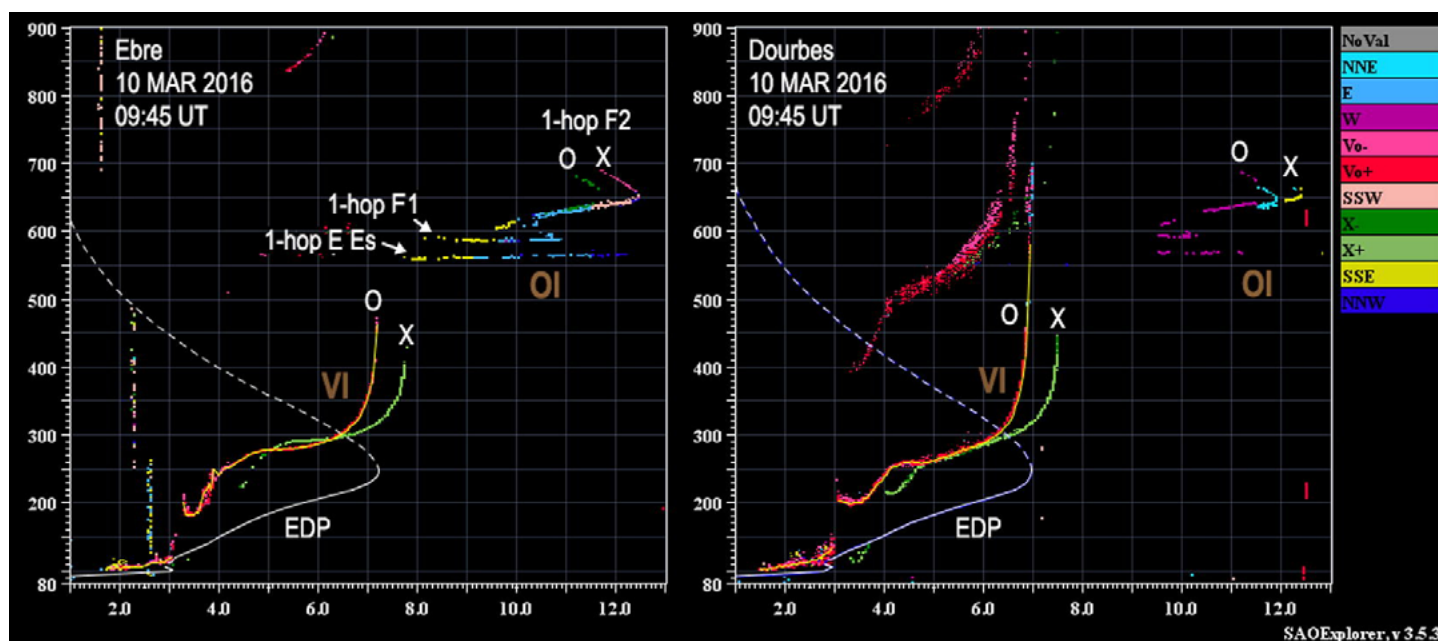 900
800
700
600
500
400
300
200
80
2.0 4.0 6.0 8.0 10.0 12.0
Ebre
10 MAR 2016
09:45 UT
1-hop F2
O X
1-hop F1
1-hop E Es
OI
O
X
VI
EDP
900
800
700
600
500
400
300
200
80
2.0 4.0 6.0 8.0 10.0 12.0
Dourbes
10 MAR 2016
09:45 UT
O
X
OI
O
X
VI
EDP
NoVal
NNE
E
W
Vo-
Vo+
SSW
X-
X+
SSE
NNW
SAOExplorer, v 3.5.3